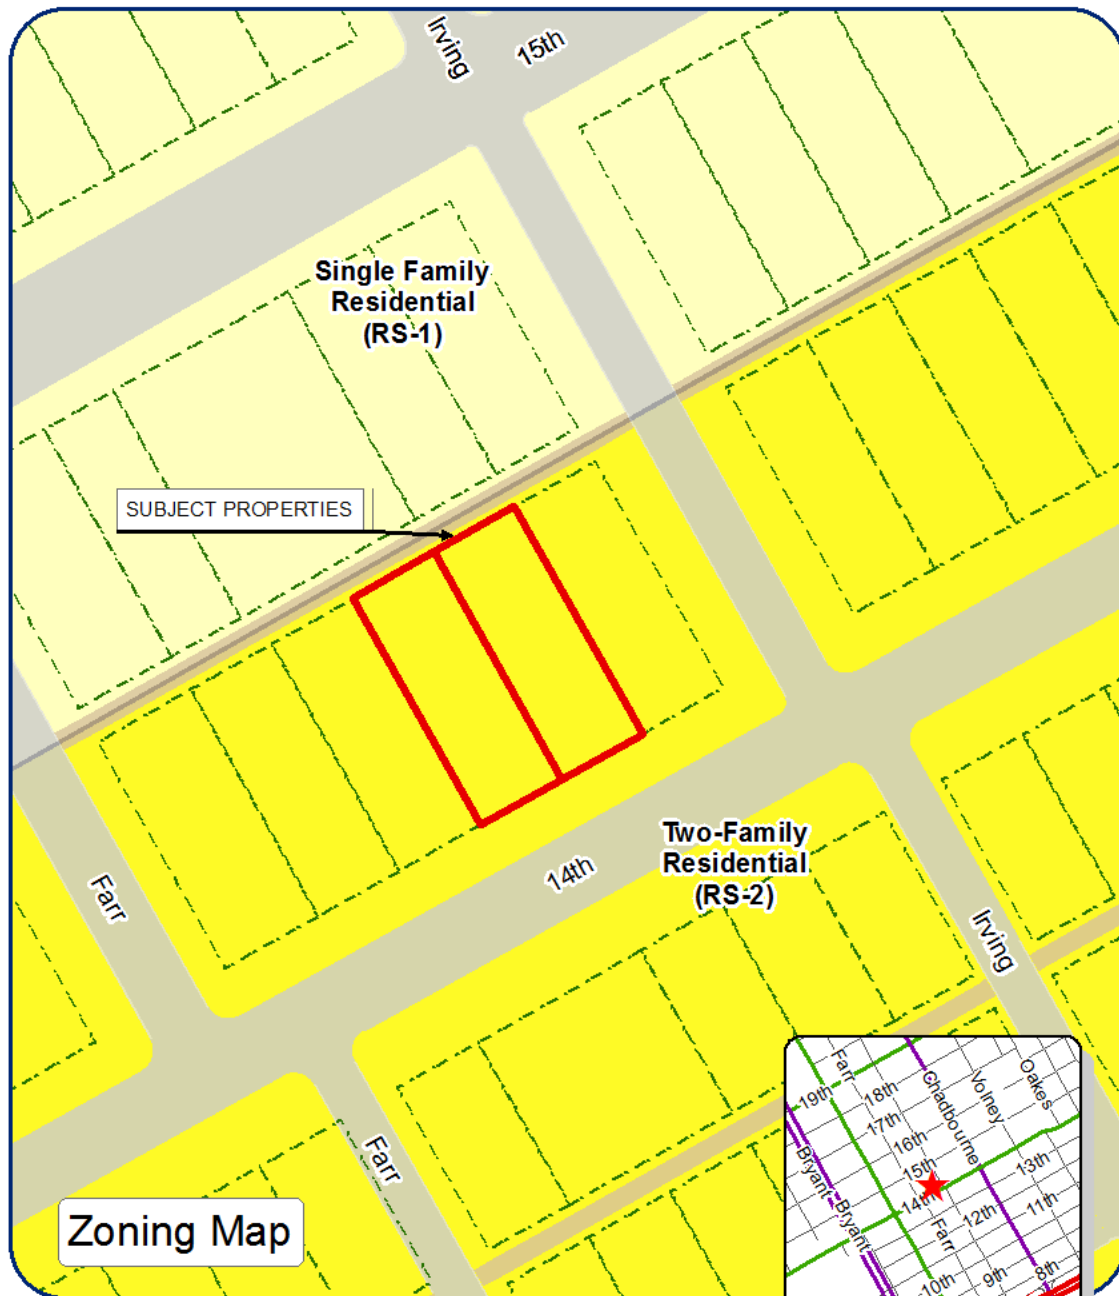 Irving
15th
Single Family
Residential
(RS-1)
SUBJECT PROPERTIES
Two-Family
Residential
(RS-2)
14th
Farr
Irving
Farr
Zoning Map
Farr
Chadbourne
Volney
Oakes
19th
18th
17th
16th
15th
14th
13th
Bryant
Bryant
Farr
12th
11th
10th
9th
8th